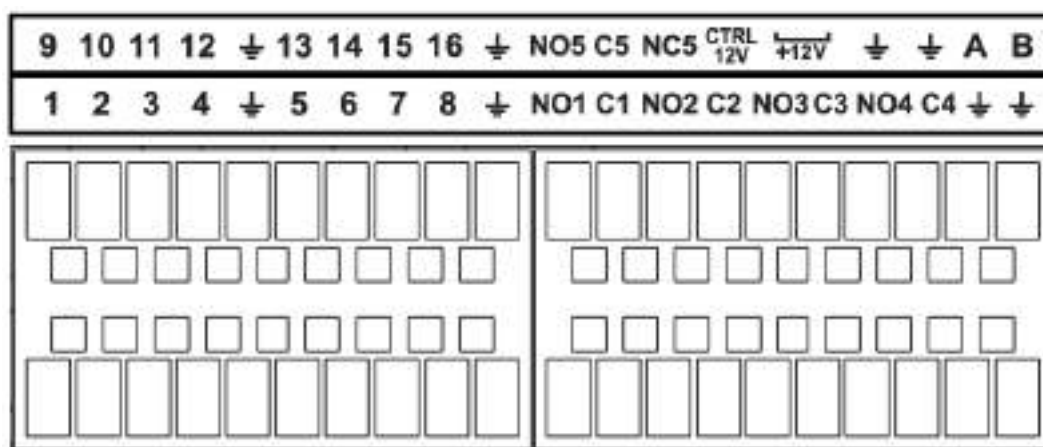 9 10 11 12 ⏚ 13 14 15 16 ⏚ NO5 C5 NC5 CTRL 12V +12V ⏚ ⏚ A B
1 2 3 4 ⏚ 5 6 7 8 ⏚ NO1 C1 NO2 C2 NO3 C3 NO4 C4 ⏚ ⏚